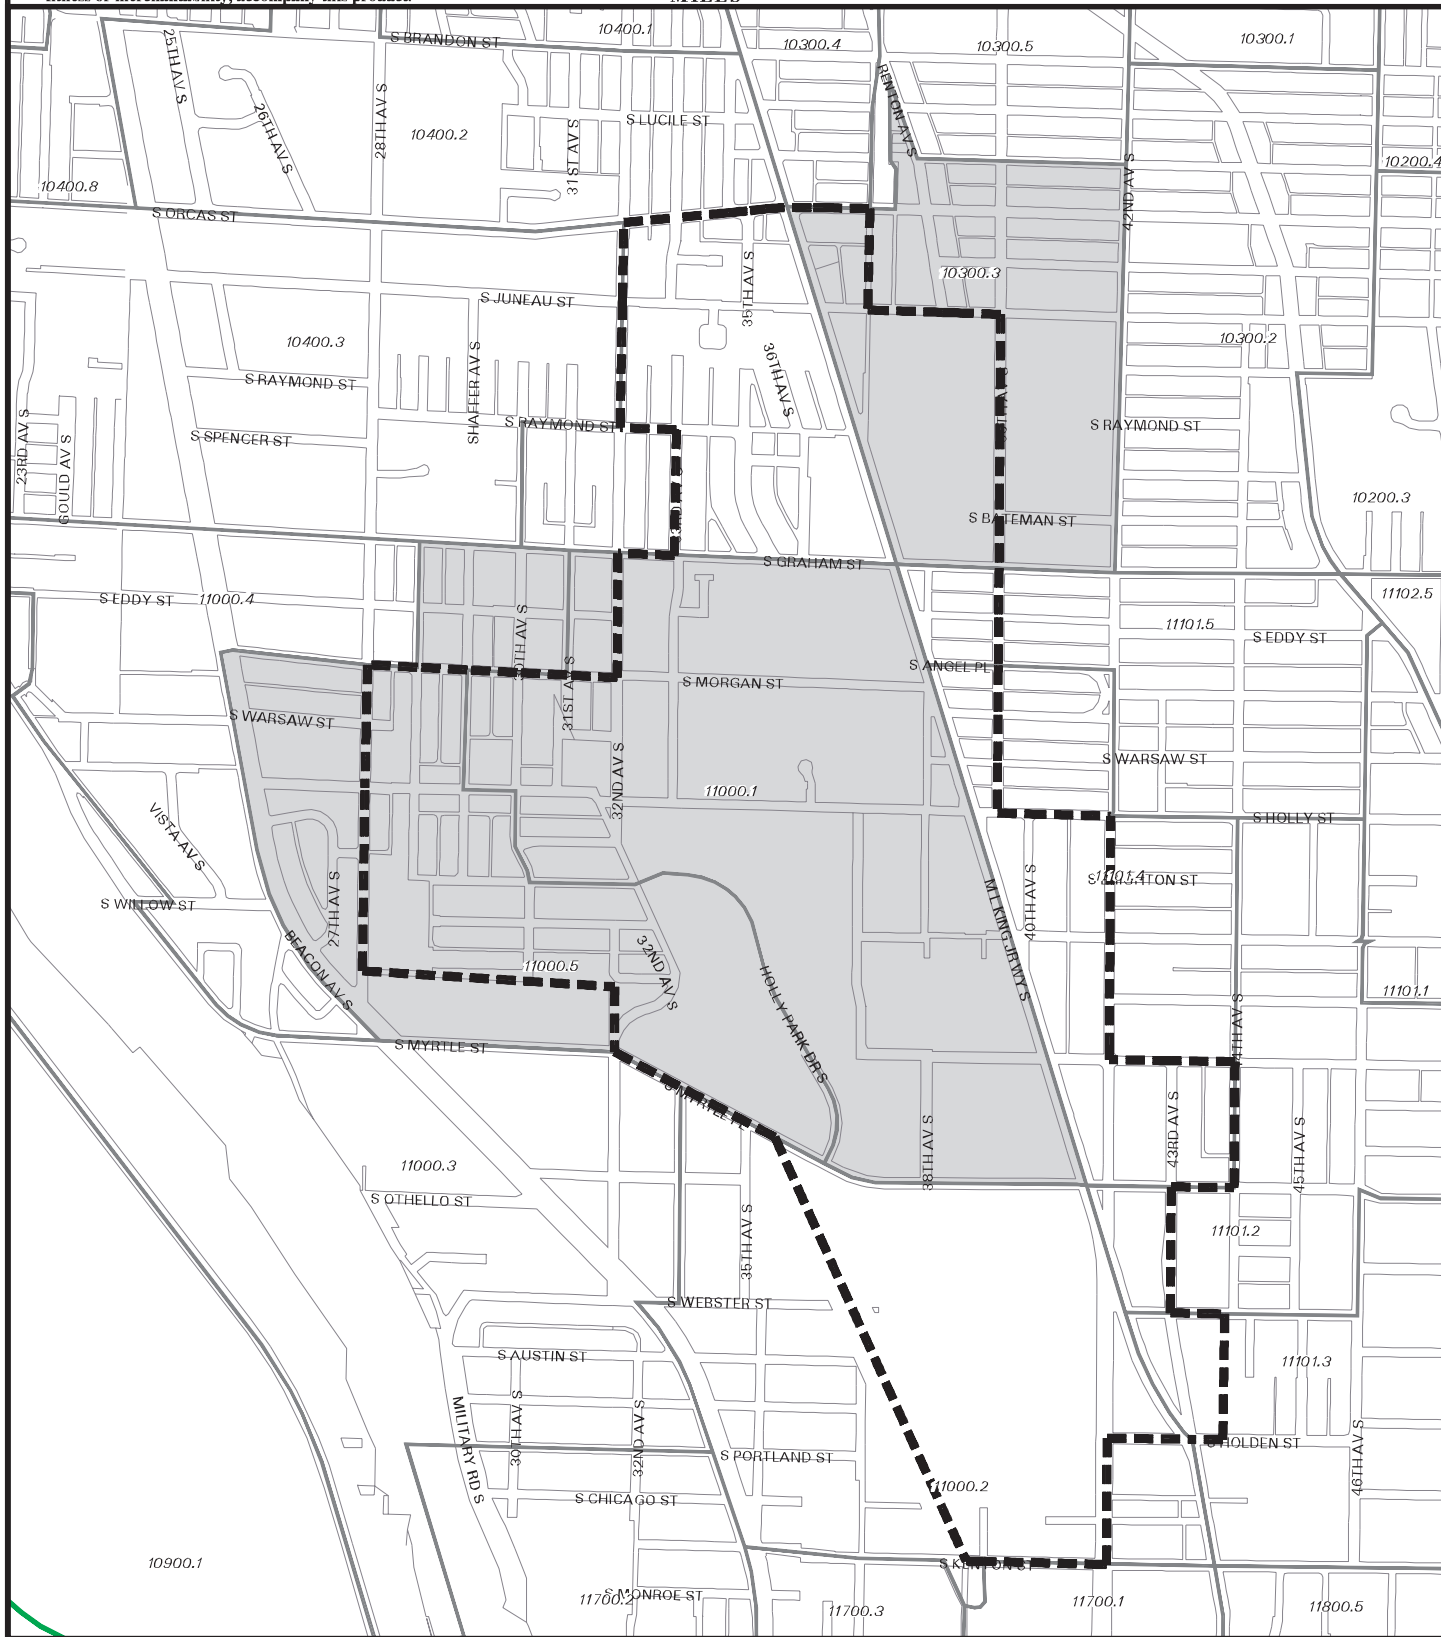 MILES
25TH AV S
S BRANDON ST
10400.1
10300.4
10300.5
10300.1
RENTON AV S
26TH AV S
28TH AV S
10400.2
S LUCILE ST
31ST AV S
42ND AV S
10200.4
10400.8
S ORCAS ST
10300.3
35TH AV S
S JUNEAU ST
10400.3
SHAFFER AV S
36TH AV S
10300.2
S RAYMOND ST
S RAYMOND ST
S RAYMOND ST
S SPENCER ST
23RD AV S
GOULD AV S
10200.3
S BATEMAN ST
S GRAHAM ST
S EDDY ST
11000.4
11102.5
11101.5
S EDDY ST
30TH AV S
31ST AV S
S ANGEL PL
S MORGAN ST
S WARSAW ST
S WARSAW ST
32ND AV S
11000.1
VISTA AV S
S HOLLY ST
11101.4
S WILLOW ST
27TH AV S
BEACON AV S
M L KING JR WY S
40TH AV S
11000.5
32ND AV S
HOLLY PARK DR S
11101.1
44TH AV S
S MYRTLE ST
S MYRTLE PL
38TH AV S
43RD AV S
45TH AV S
11000.3
S OTHELLO ST
35TH AV S
11101.2
S WEBSTER ST
S AUSTIN ST
11101.3
MILITARY RD S
30TH AV S
32ND AV S
S PORTLAND ST
S HOLDEN ST
46TH AV S
11000.2
S CHICAGO ST
10900.1
S KENYON ST
S MONROE ST
11700.2
11700.3
11700.1
11800.5